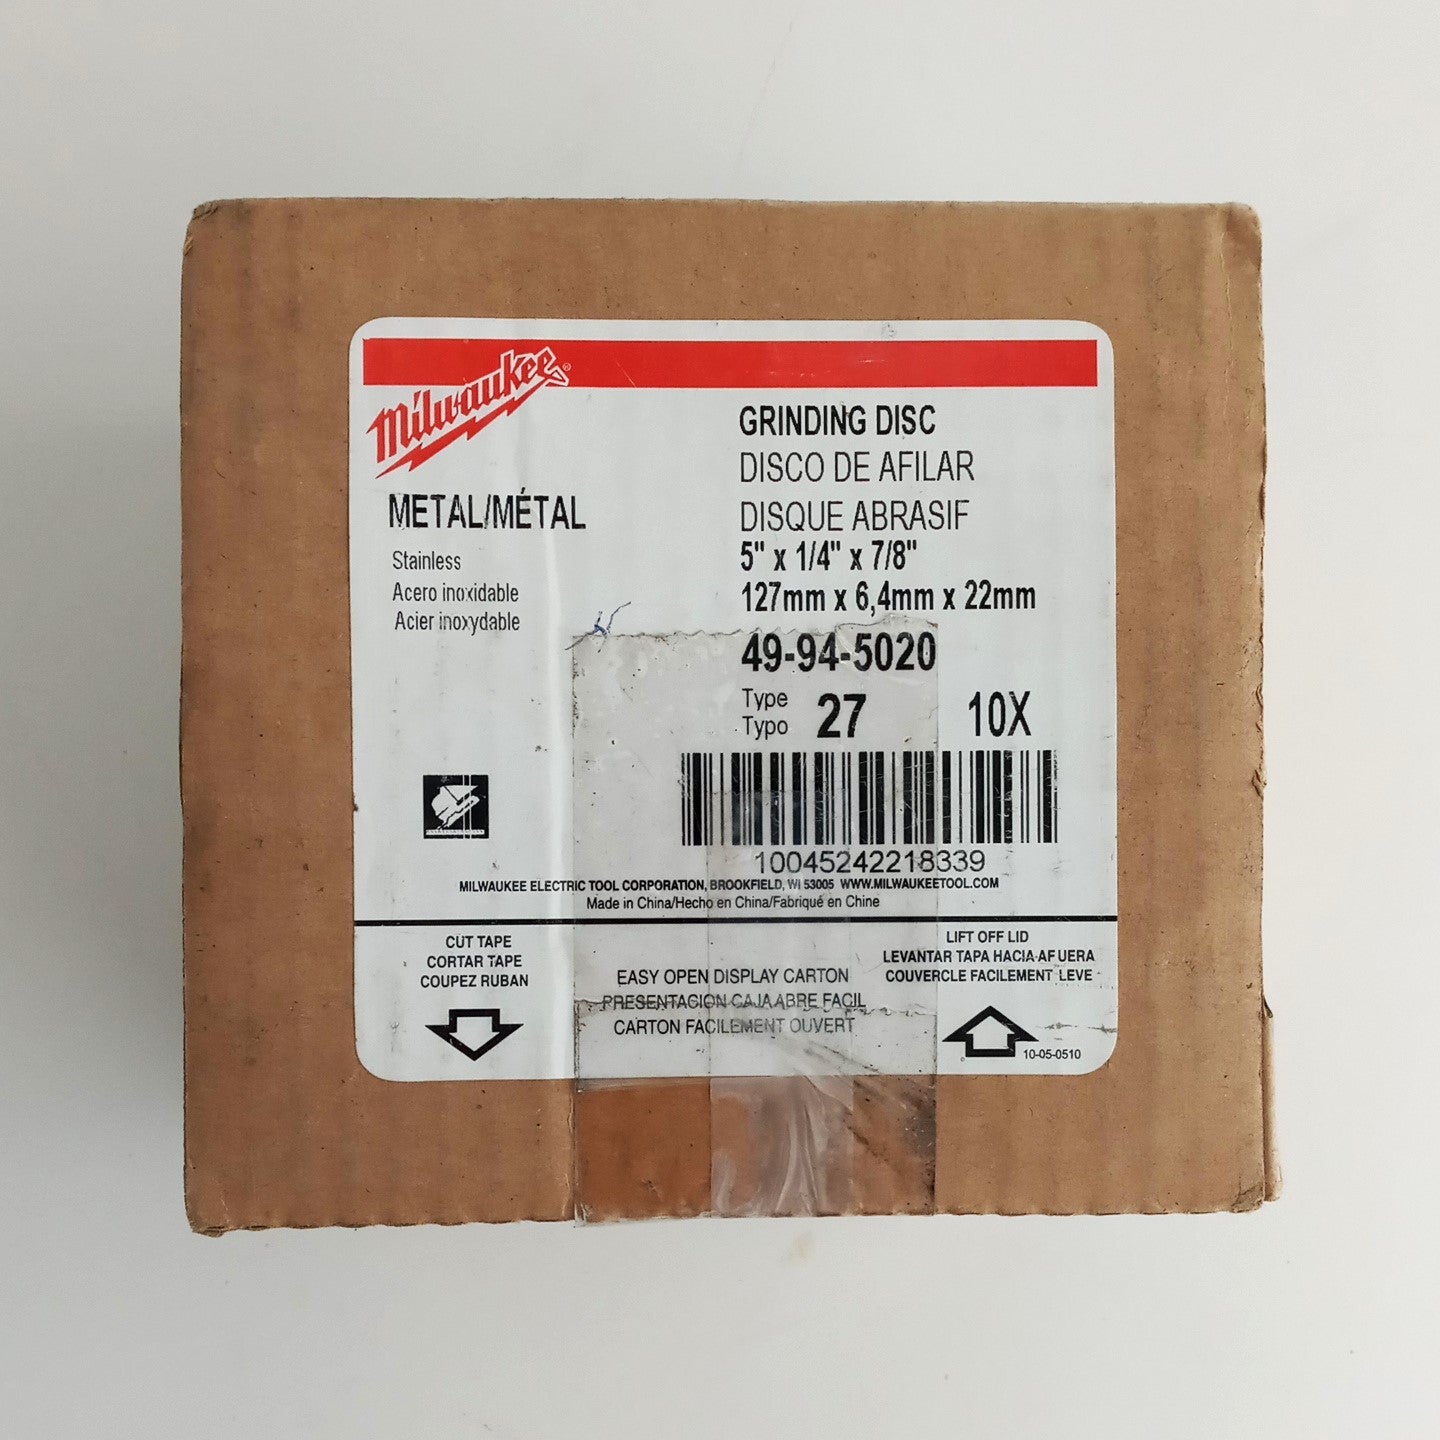 Milwaukee®
METAL/MÉTAL
Stainless
Acero inoxidable
Acier inoxydable
GRINDING DISC
DISCO DE AFILAR
DISQUE ABRASIF
5" x 1/4" x 7/8"
127mm x 6,4mm x 22mm
49-94-5020
Type
Typo
27
10X
10045242218339
MILWAUKEE ELECTRIC TOOL CORPORATION, BROOKFIELD, WI 53005 WWW.MILWAUKEETOOL.COM
Made in China/Hecho en China/Fabriqué en Chine
CUT TAPE
CORTAR TAPE
COUPEZ RUBAN
EASY OPEN DISPLAY CARTON
PRESENTACION CAJA ABRE FACIL
CARTON FACILEMENT OUVERT
LIFT OFF LID
LEVANTAR TAPA HACIA AFUERA
COUVERCLE FACILEMENT LEVE
10-05-0510